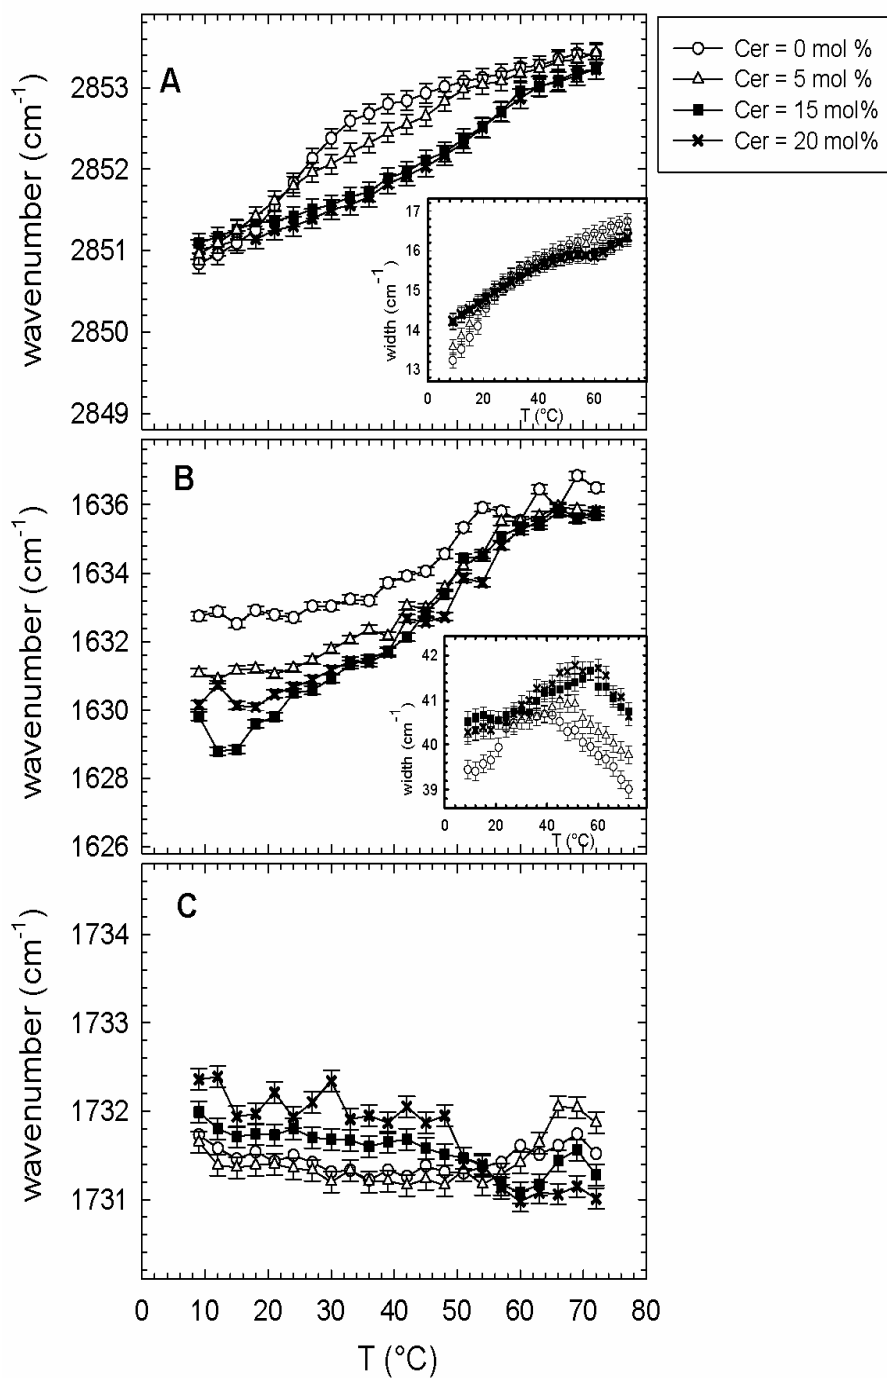 A
wavenumber (cm-1)
2853
2852
2851
2850
2849
Cer = 0 mol %
Cer = 5 mol %
Cer = 15 mol%
Cer = 20 mol%
width (cm-1)
17
16
15
14
13
0 20 40 60
T (°C)
B
wavenumber (cm-1)
1636
1634
1632
1630
1628
1626
width (cm-1)
42
41
40
39
0 20 40 60
T (°C)
C
wavenumber (cm-1)
1734
1733
1732
1731
0 10 20 30 40 50 60 70 80
T (°C)